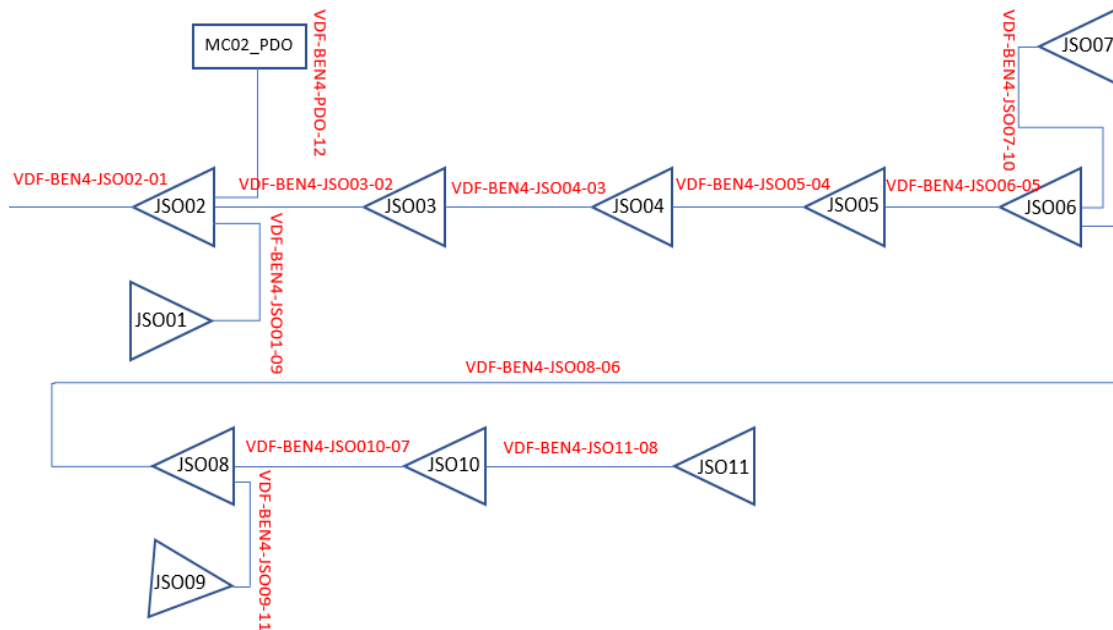 MC02_PDO
VDF-BEN4-PDO-12
VDF-BEN4-JSO07-10
JSO07
VDF-BEN4-JSO02-01
JSO02
VDF-BEN4-JSO03-02
JSO03
VDF-BEN4-JSO04-03
JSO04
VDF-BEN4-JSO05-04
JSO05
VDF-BEN4-JSO06-05
JSO06
VDF-BEN4-JSO01-09
JSO01
VDF-BEN4-JSO08-06
JSO08
VDF-BEN4-JSO010-07
JSO10
VDF-BEN4-JSO11-08
JSO11
VDF-BEN4-JSO09-11
JSO09